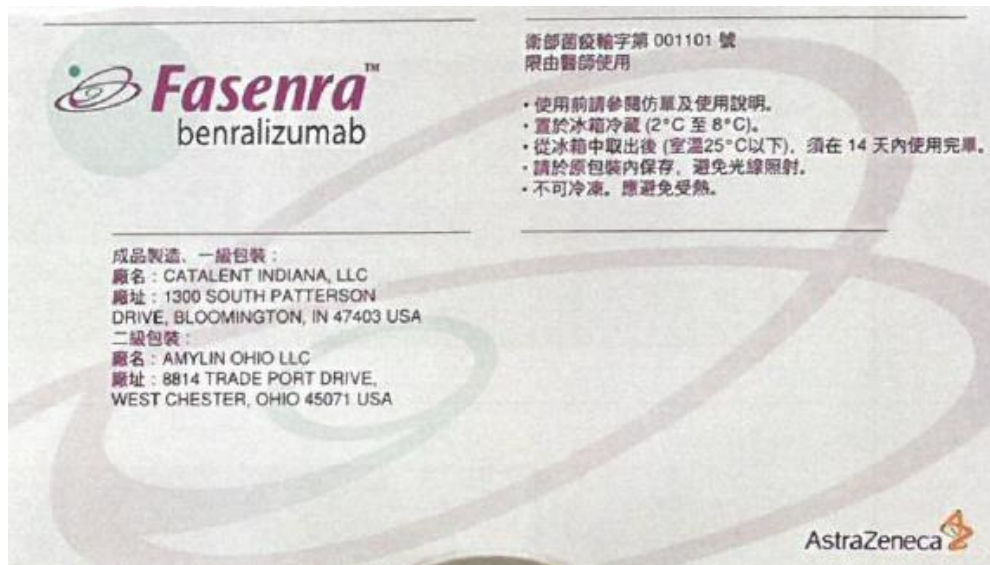 Fasenra™
benralizumab
衛部菌疫輸字第 001101 號
限由醫師使用
・使用前請參閱仿單及使用說明。
・置於冰箱冷藏 (2°C 至 8°C)。
・從冰箱中取出後 (室溫25°C以下)，須在 14 天內使用完畢。
・請於原包裝內保存，避免光線照射。
・不可冷凍。應避免受熱。
成品製造、一級包裝：
廠名：CATALENT INDIANA, LLC
廠址：1300 SOUTH PATTERSON
DRIVE, BLOOMINGTON, IN 47403 USA
二級包裝：
廠名：AMYLIN OHIO LLC
廠址：8814 TRADE PORT DRIVE,
WEST CHESTER, OHIO 45071 USA
AstraZeneca